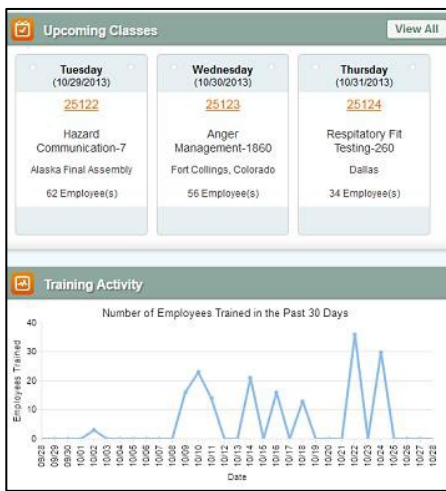 Upcoming Classes
View All
Tuesday
(10/29/2013)
25122
Hazard
Communication-7
Alaska Final Assembly
62 Employee(s)
Wednesday
(10/30/2013)
25123
Anger
Management-1860
Fort Collings, Colorado
56 Employee(s)
Thursday
(10/31/2013)
25124
Respitatory Fit
Testing-260
Dallas
34 Employee(s)
Training Activity
Number of Employees Trained in the Past 30 Days
Employees Trained
40
30
20
10
0
09/28
09/29
09/30
10/01
10/02
10/03
10/04
10/05
10/06
10/07
10/08
10/09
10/10
10/11
10/12
10/13
10/14
10/15
10/16
10/17
10/18
10/19
10/20
10/21
10/22
10/23
10/24
10/25
10/26
10/27
10/28
Date